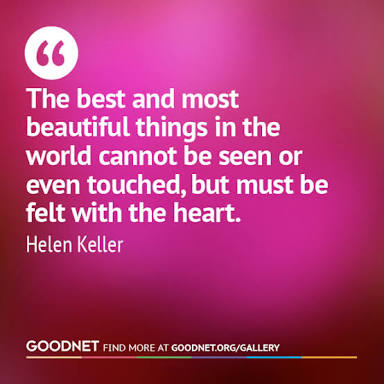 “
The best and most
beautiful things in the
world cannot be seen or
even touched, but must be
felt with the heart.
Helen Keller
GOODNET FIND MORE AT GOODNET.ORG/GALLERY